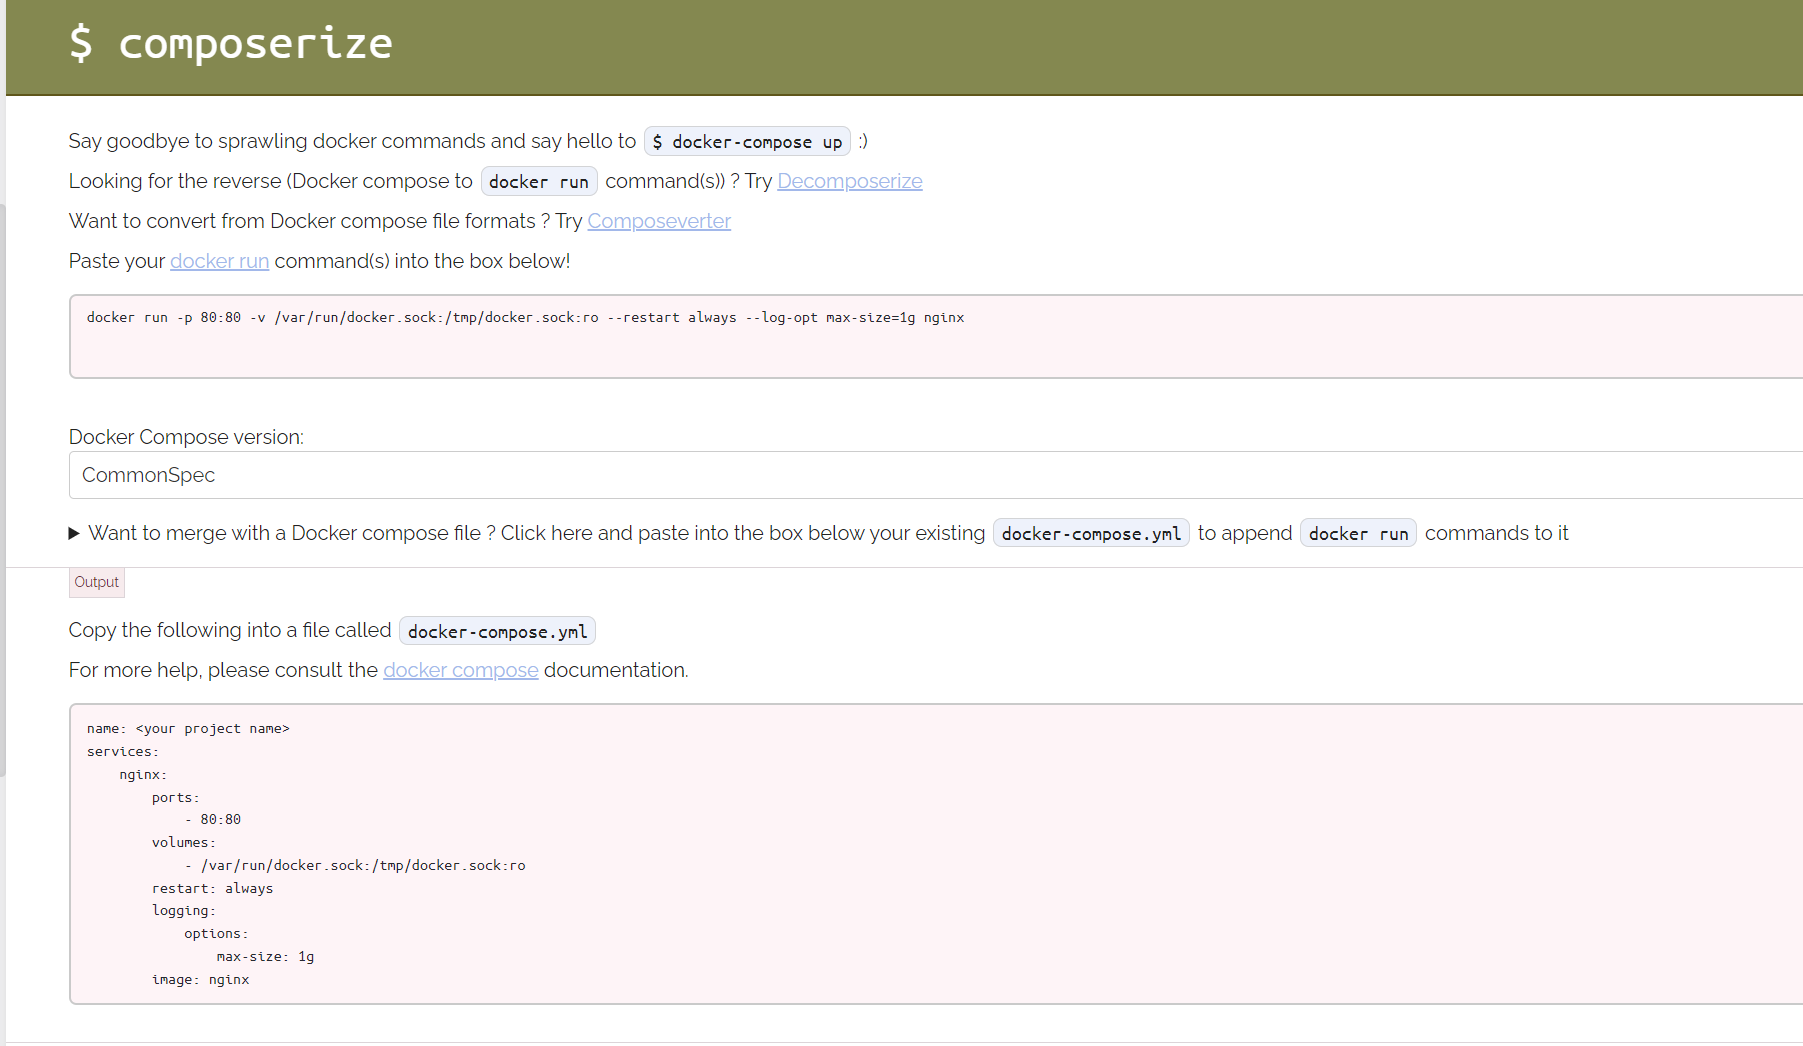 $ composerize
Say goodbye to sprawling docker commands and say hello to $ docker-compose up :)
Looking for the reverse (Docker compose to docker run command(s)) ? Try Decomposerize
Want to convert from Docker compose file formats ? Try Composeverter
Paste your docker run command(s) into the box below!
docker run -p 80:80 -v /var/run/docker.sock:/tmp/docker.sock:ro --restart always --log-opt max-size=1g nginx
Docker Compose version:
CommonSpec
▶ Want to merge with a Docker compose file ? Click here and paste into the box below your existing docker-compose.yml to append docker run commands to it
Output
Copy the following into a file called docker-compose.yml
For more help, please consult the docker compose documentation.
name: <your project name>
services:
    nginx:
        ports:
            - 80:80
        volumes:
            - /var/run/docker.sock:/tmp/docker.sock:ro
        restart: always
        logging:
            options:
                max-size: 1g
        image: nginx